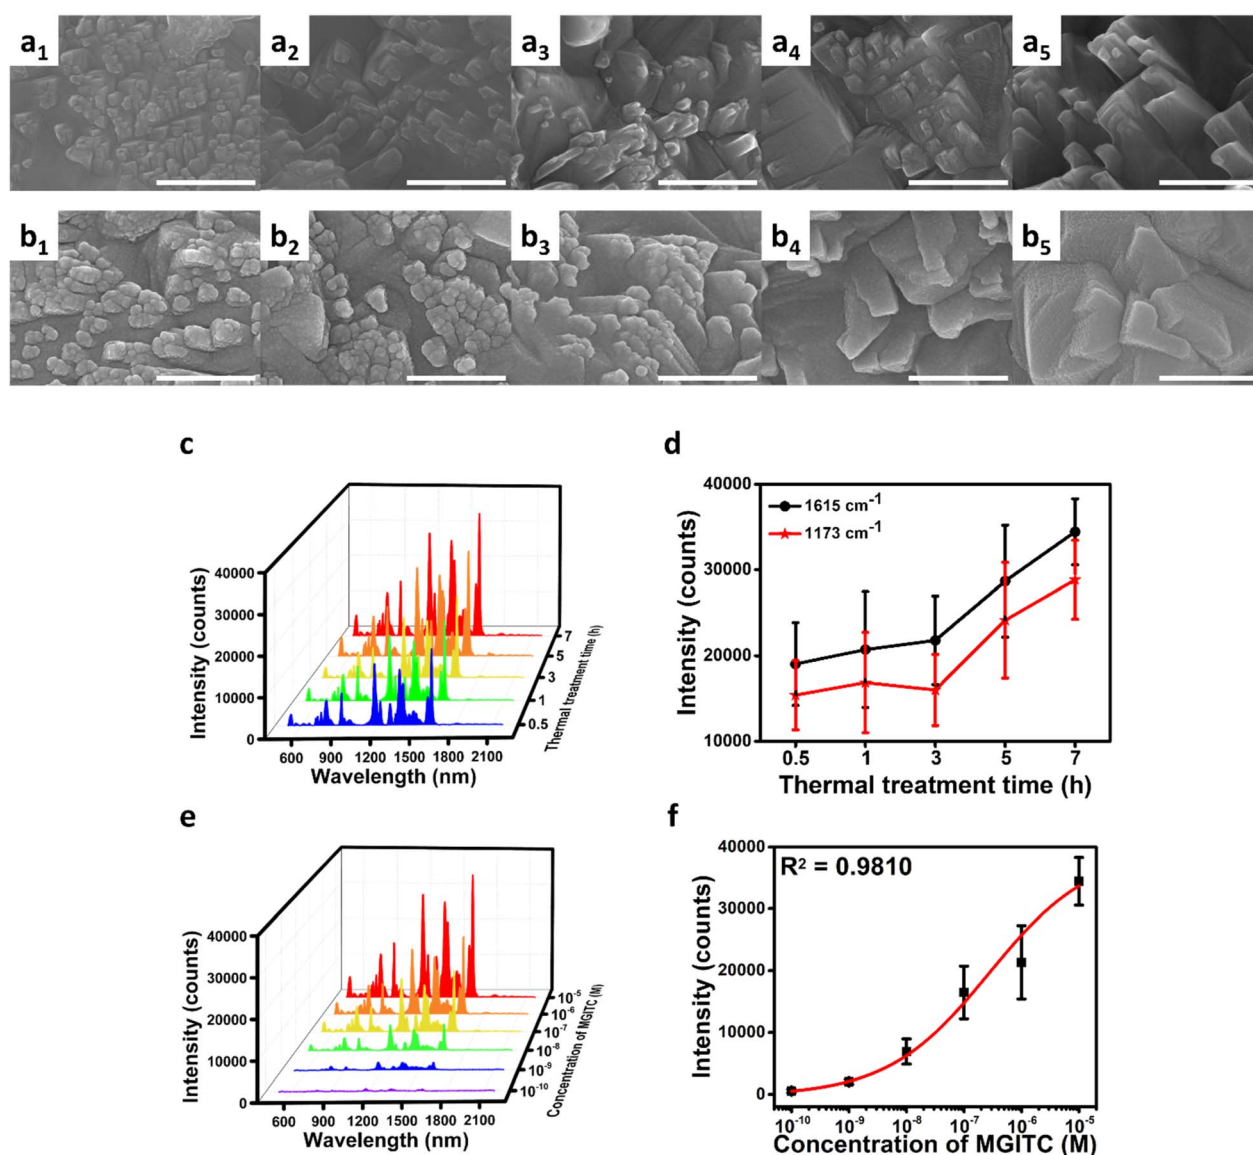 a1 a2 a3 a4 a5
b1 b2 b3 b4 b5
c
40000
30000
20000
10000
0
Intensity (counts)
600 900 1200 1500 1800 2100
Wavelength (nm)
0.5
1
3
5
7
Thermal treatment time (h)
d
40000
30000
20000
10000
Intensity (counts)
1615 cm⁻¹
1173 cm⁻¹
0.5 1 3 5 7
Thermal treatment time (h)
e
40000
30000
20000
10000
0
Intensity (counts)
600 900 1200 1500 1800 2100
Wavelength (nm)
10⁻⁵
10⁻⁶
10⁻⁷
10⁻⁸
10⁻⁹
10⁻¹⁰
Concentration of MGITC (M)
f
R² = 0.9810
40000
30000
20000
10000
0
Intensity (counts)
10⁻¹⁰ 10⁻⁹ 10⁻⁸ 10⁻⁷ 10⁻⁶ 10⁻⁵
Concentration of MGITC (M)